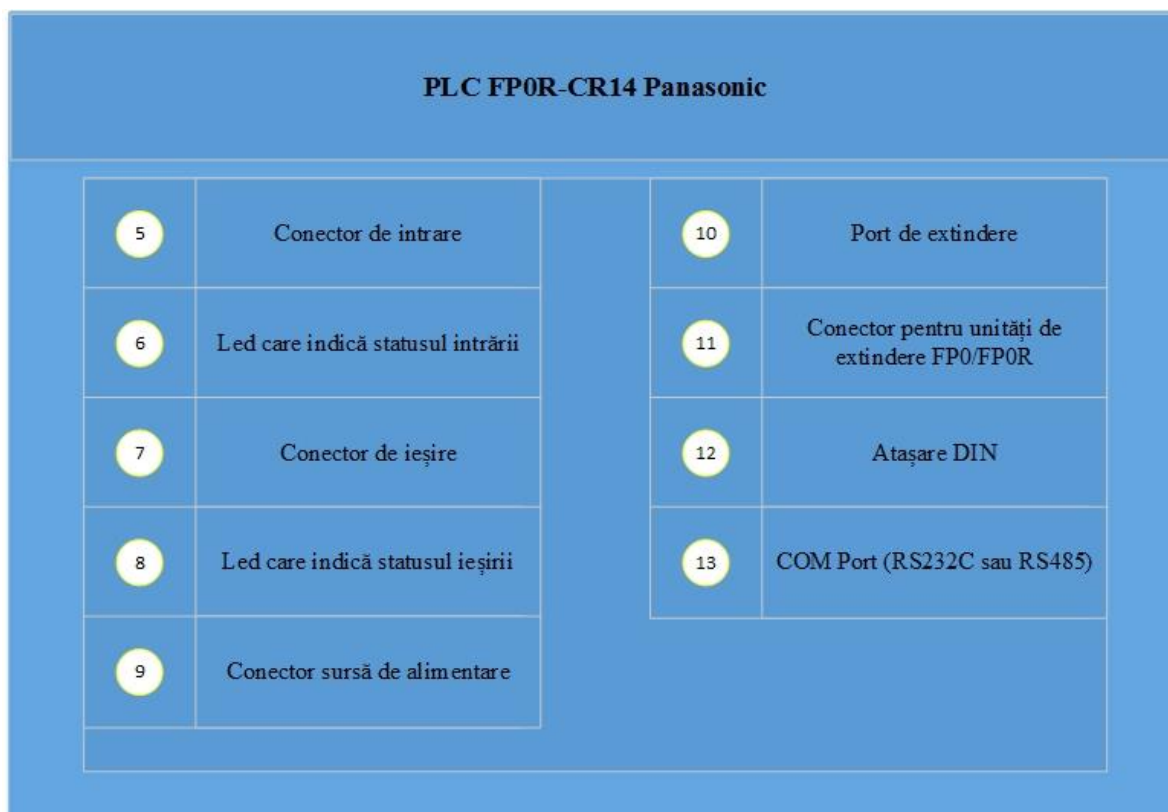 PLC FP0R-CR14 Panasonic
5
Conector de intrare
6
Led care indică statusul intrării
7
Conector de ieșire
8
Led care indică statusul ieșirii
9
Conector sursă de alimentare
10
Port de extindere
11
Conector pentru unități de
extindere FP0/FP0R
12
Atașare DIN
13
COM Port (RS232C sau RS485)